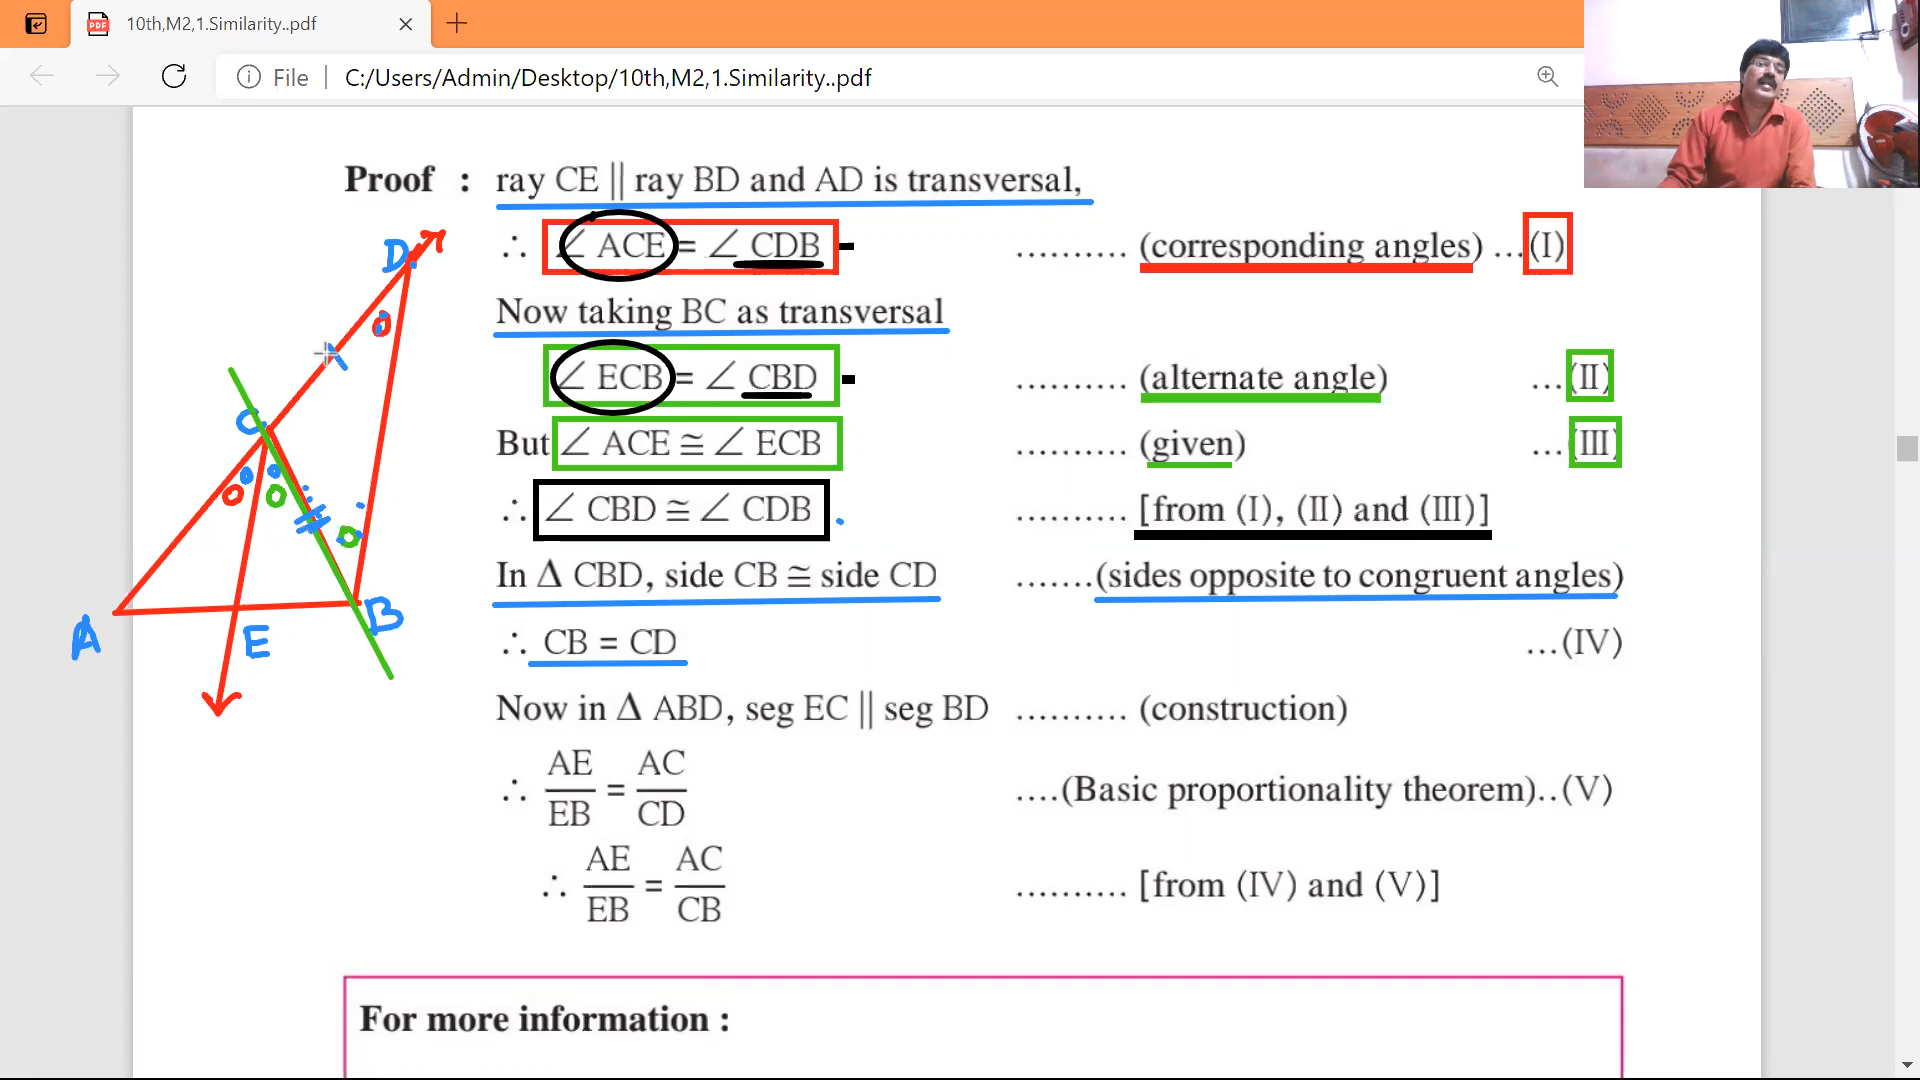 10th,M2,1.Similarity..pdf
File | C:/Users/Admin/Desktop/10th,M2,1.Similarity..pdf
Proof : ray CE || ray BD and AD is transversal,
∴ ∠ ACE = ∠ CDB .......... (corresponding angles) ...(I)
Now taking BC as transversal
∠ ECB = ∠ CBD .......... (alternate angle) ...(II)
But ∠ ACE ≅ ∠ ECB .......... (given) ...(III)
∴ ∠ CBD ≅ ∠ CDB .......... [from (I), (II) and (III)]
In Δ CBD, side CB ≅ side CD .......(sides opposite to congruent angles)
∴ CB = CD ...(IV)
Now in Δ ABD, seg EC || seg BD .......... (construction)
∴ AE/EB = AC/CD ....(Basic proportionality theorem)..(V)
∴ AE/EB = AC/CB .......... [from (IV) and (V)]
For more information :
D
C
A
E
B